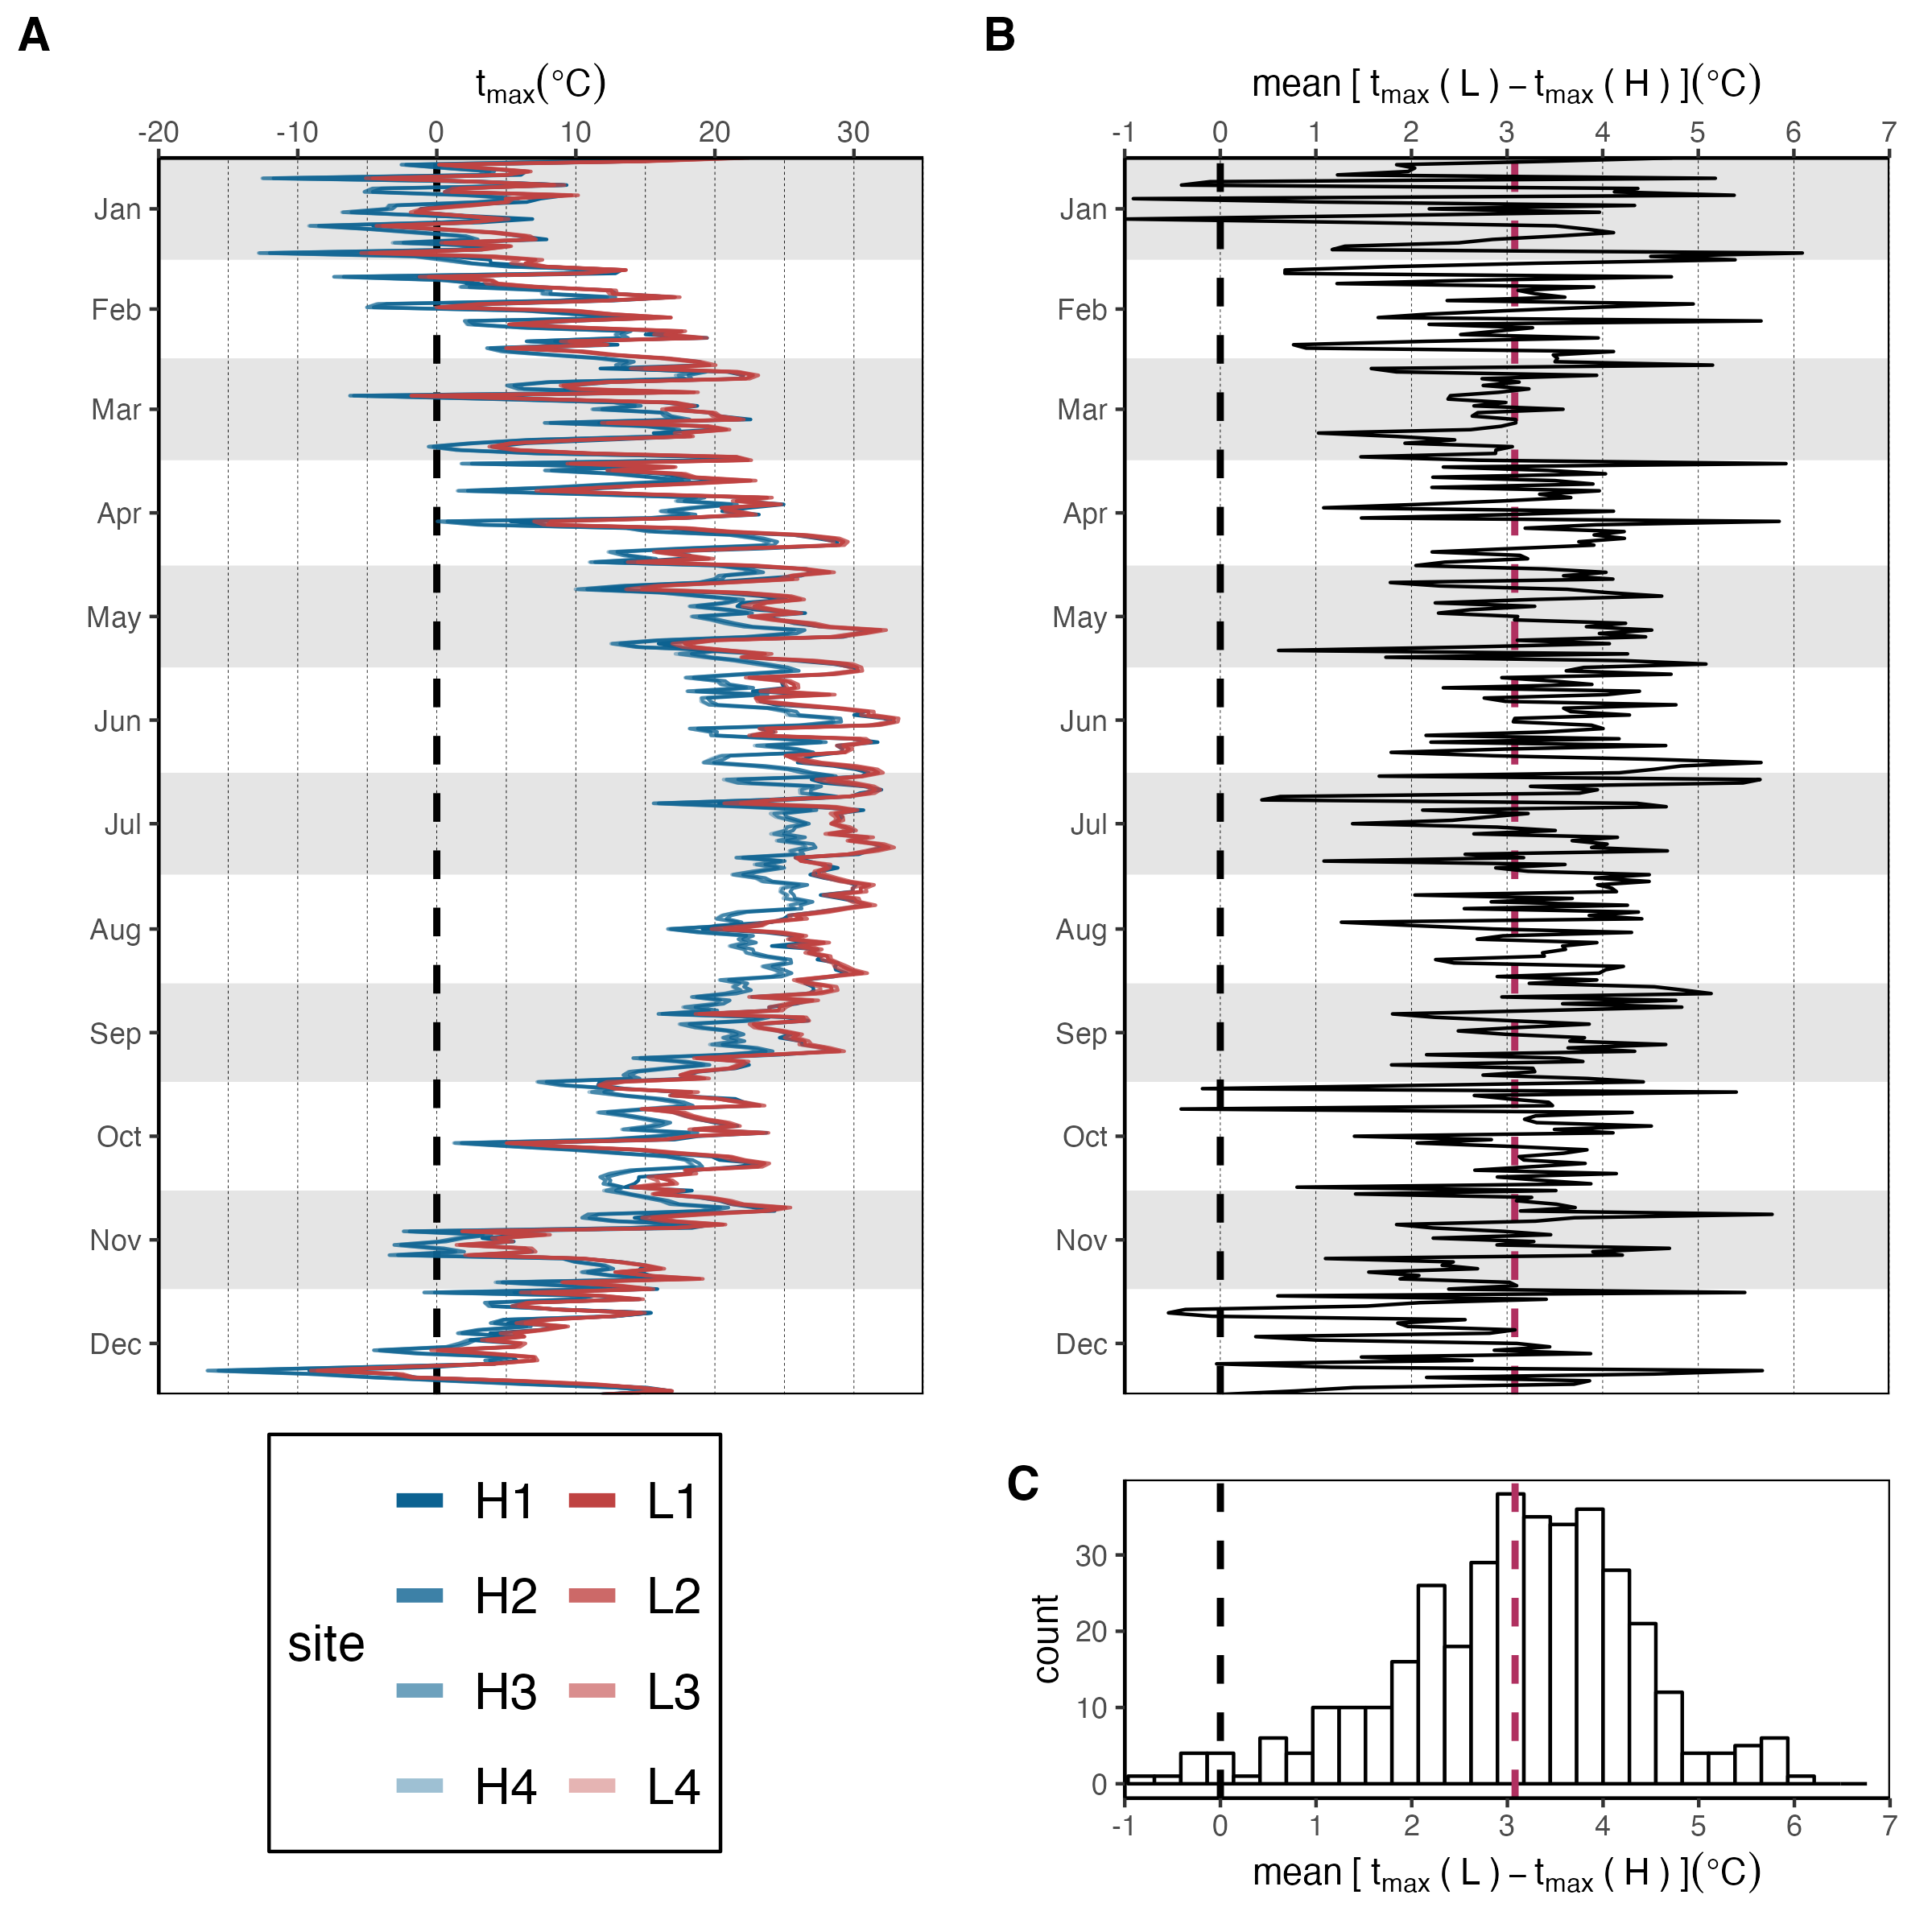 A
tmax(°C)
-20 -10 0 10 20 30
Jan
Feb
Mar
Apr
May
Jun
Jul
Aug
Sep
Oct
Nov
Dec
site
H1 L1
H2 L2
H3 L3
H4 L4
B
mean [ tmax ( L ) − tmax ( H ) ](°C)
-1 0 1 2 3 4 5 6 7
Jan
Feb
Mar
Apr
May
Jun
Jul
Aug
Sep
Oct
Nov
Dec
C
count
30
20
10
0
-1 0 1 2 3 4 5 6 7
mean [ tmax ( L ) − tmax ( H ) ](°C)